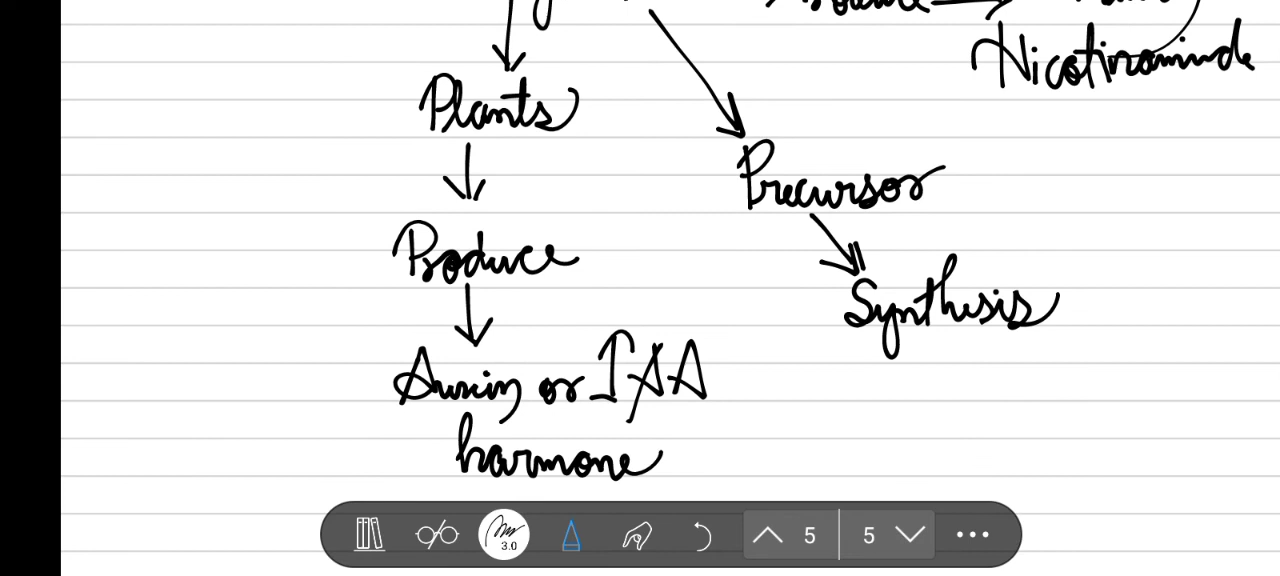 Nicotinamide
Plants
Precursor
Produce
Synthesis
Auxin or IAA
harmone
3.0
5 5